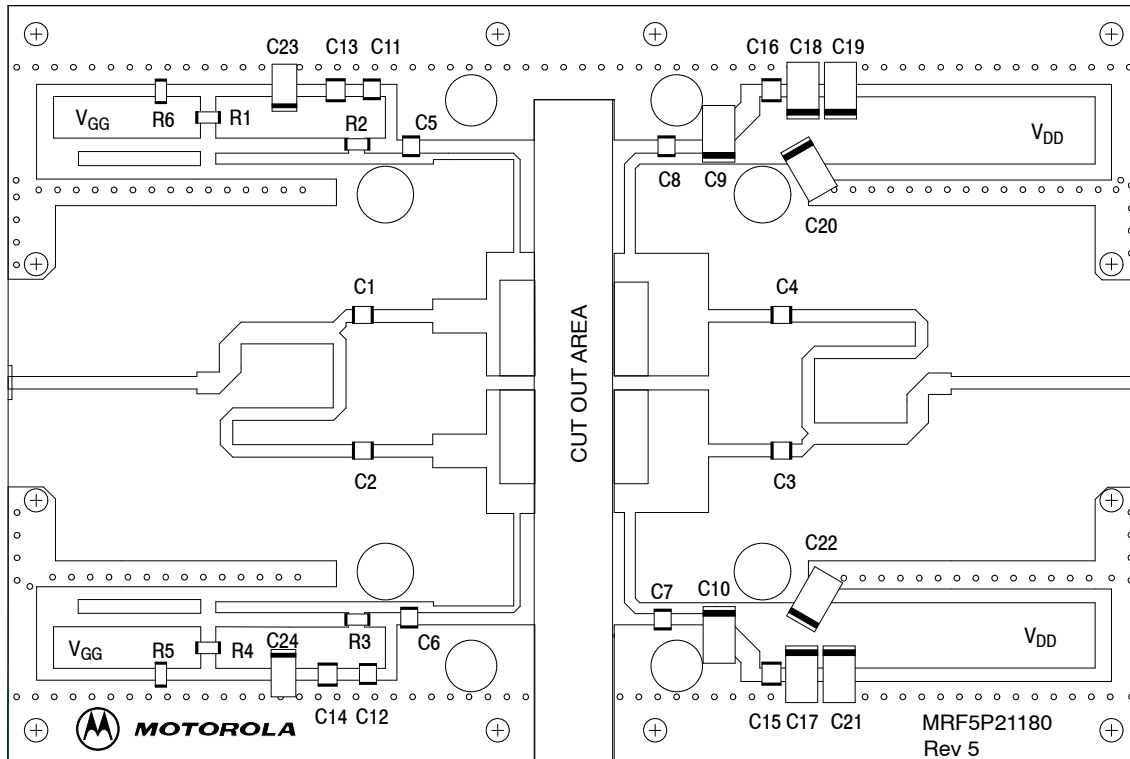 C23 C13 C11
C16 C18 C19
VGG
R6 R1 R2 C5
C8 C9
VDD
C20
C1
C4
CUT OUT AREA
C2
C3
C22
C7 C10
VGG
R5 R4 C24 R3 C6
VDD
C14 C12
C15 C17 C21
MOTOROLA
MRF5P21180
Rev 5